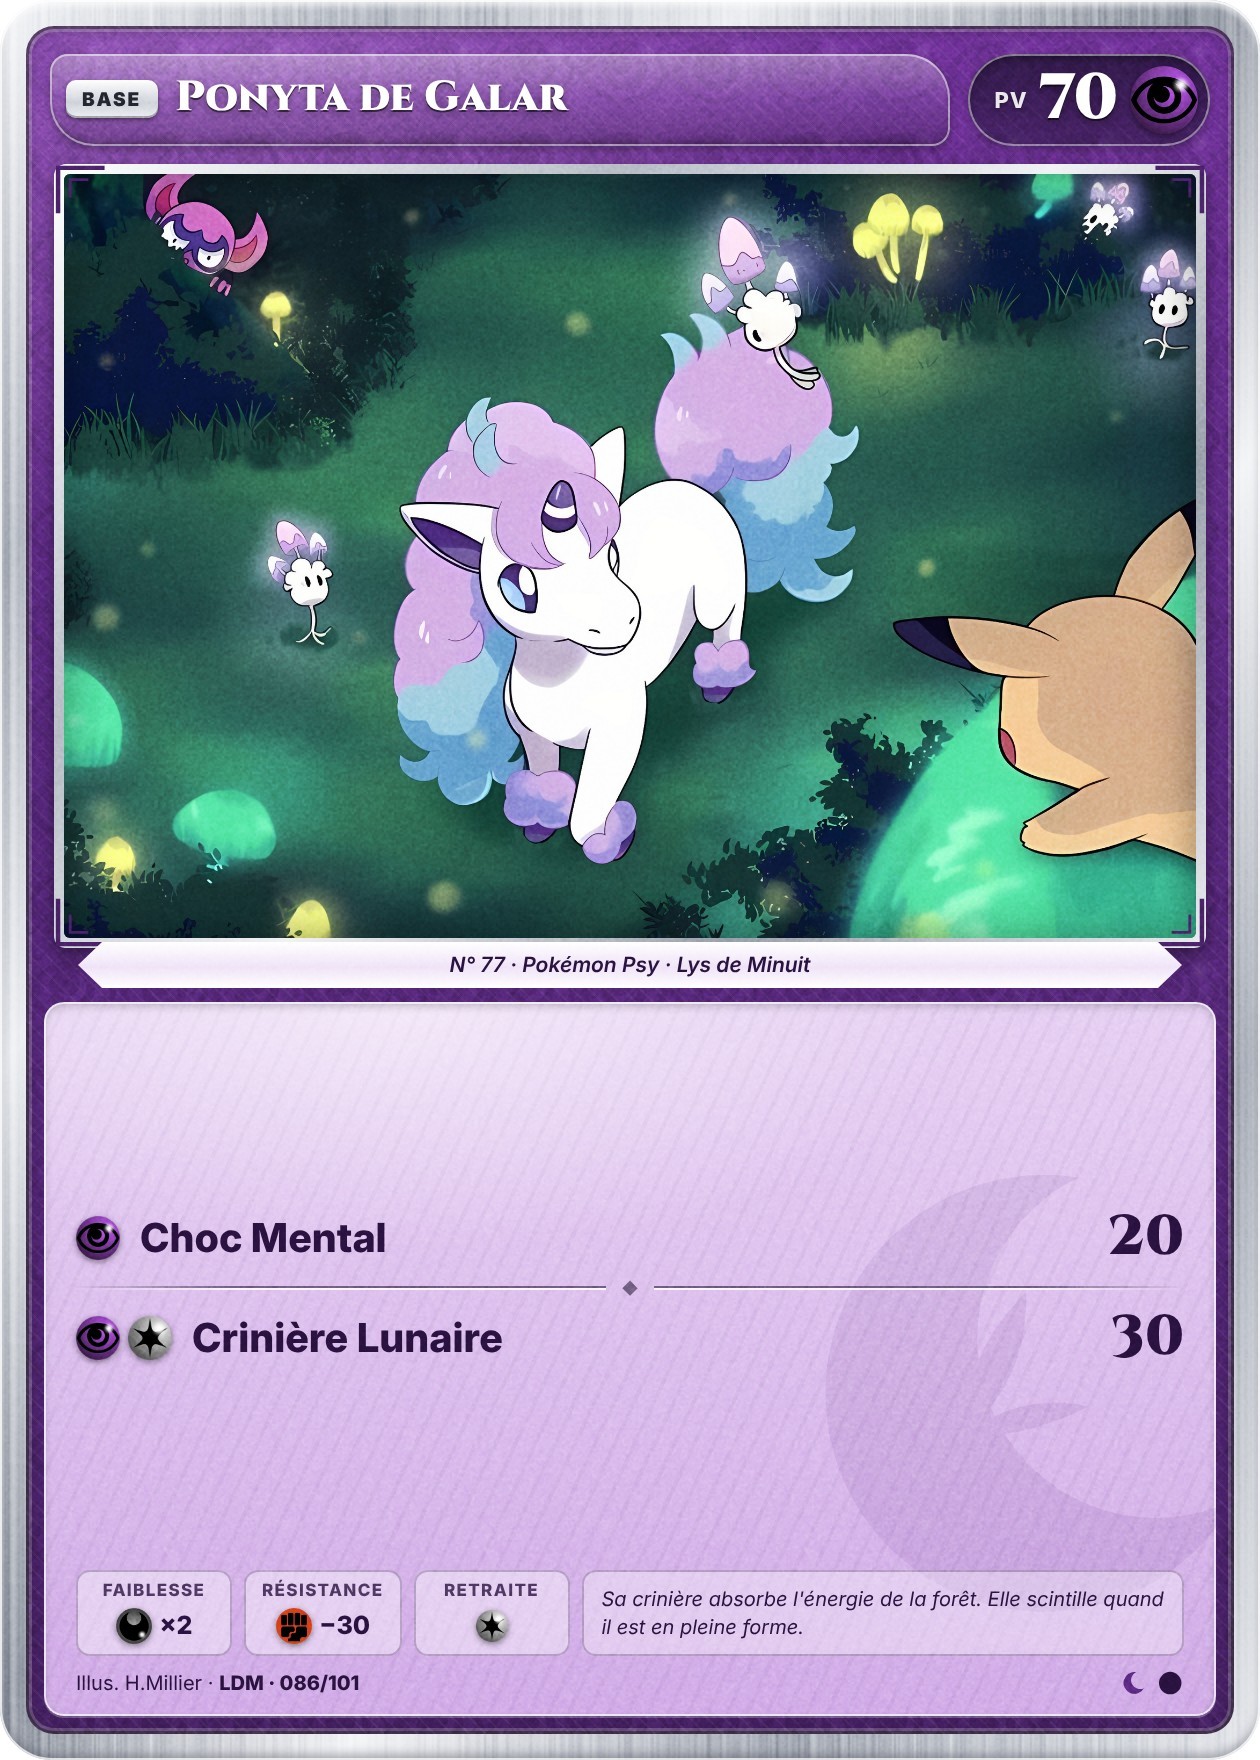 BASE
Ponyta de Galar
PV 70
N° 77 · Pokémon Psy · Lys de Minuit
Choc Mental 20
Crinière Lunaire 30
FAIBLESSE
×2
RÉSISTANCE
−30
RETRAITE
Sa crinière absorbe l'énergie de la forêt. Elle scintille quand
il est en pleine forme.
Illus. H.Millier · LDM · 086/101